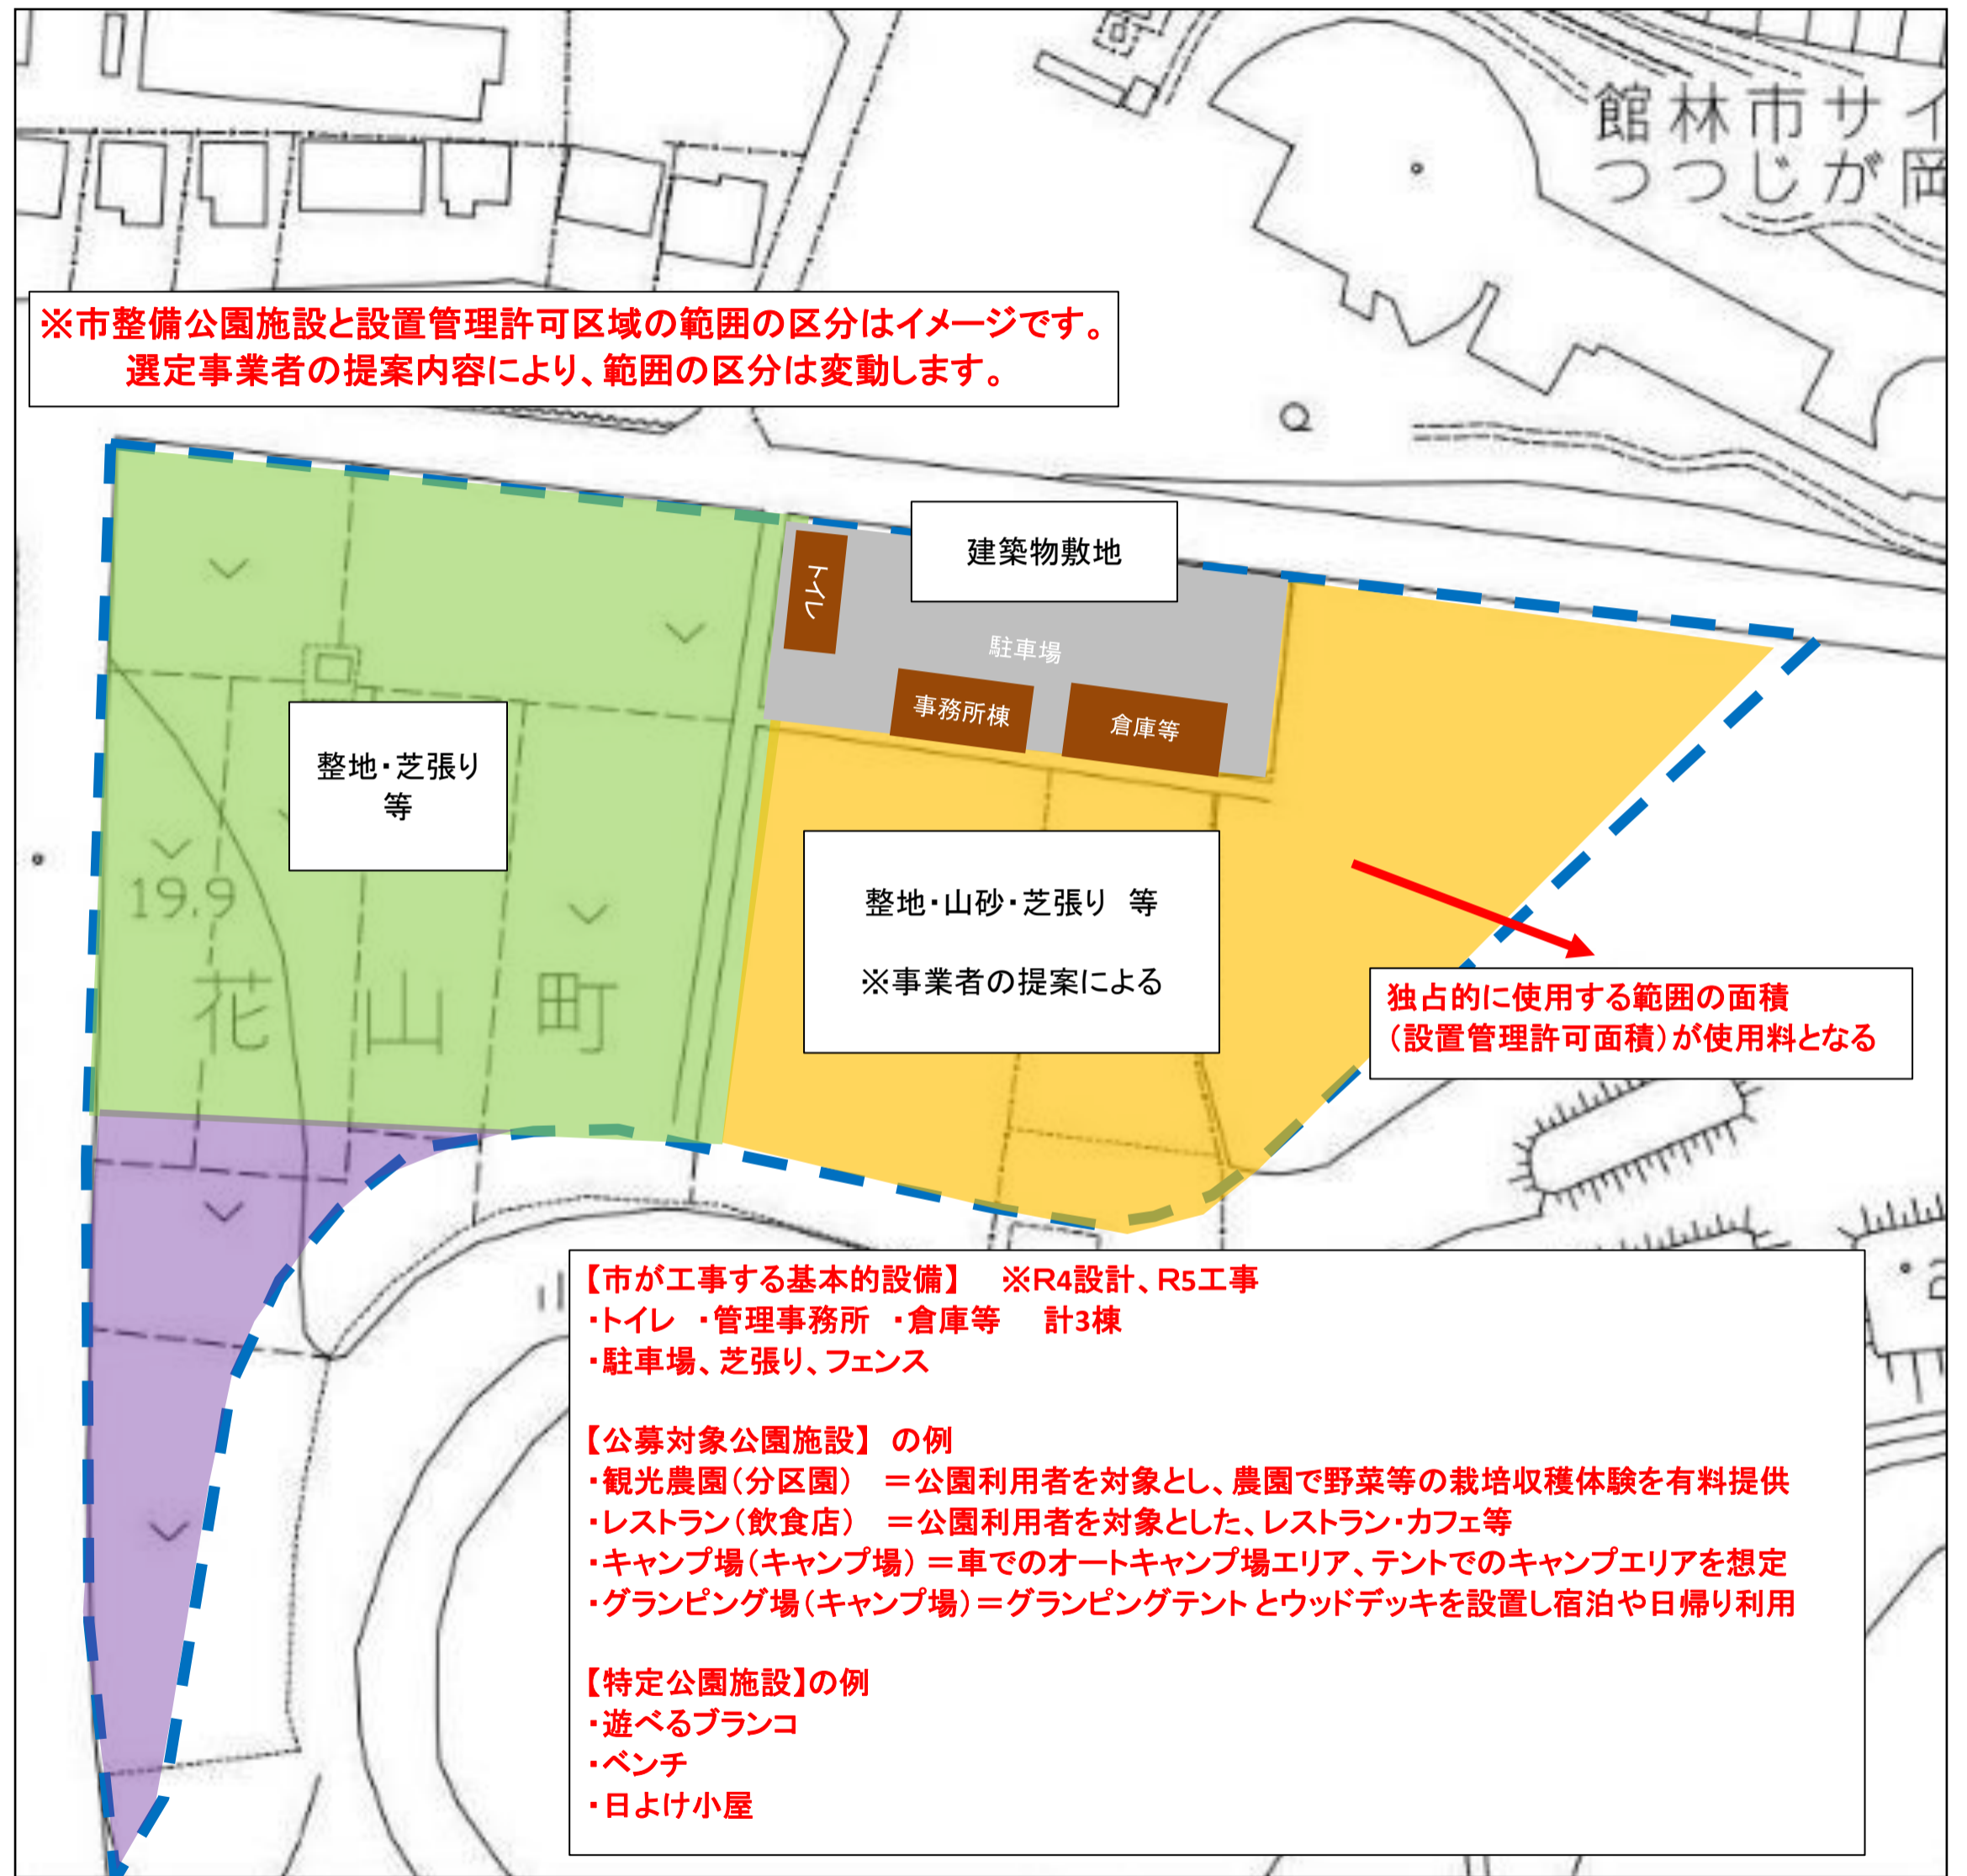 館林市サイ
つつじが岡
※市整備公園施設と設置管理許可区域の範囲の区分はイメージです。
選定事業者の提案内容により、範囲の区分は変動します。
建築物敷地
トイレ
駐車場
事務所棟
倉庫等
整地・芝張り
等
19.9
花山町
整地・山砂・芝張り 等
※事業者の提案による
独占的に使用する範囲の面積
（設置管理許可面積）が使用料となる
【市が工事する基本的設備】 ※R4設計、R5工事
・トイレ ・管理事務所 ・倉庫等 計3棟
・駐車場、芝張り、フェンス
【公募対象公園施設】 の例
・観光農園（分区園） ＝公園利用者を対象とし、農園で野菜等の栽培収穫体験を有料提供
・レストラン（飲食店） ＝公園利用者を対象とした、レストラン・カフェ等
・キャンプ場（キャンプ場）＝車でのオートキャンプ場エリア、テントでのキャンプエリアを想定
・グランピング場（キャンプ場）＝グランピングテントとウッドデッキを設置し宿泊や日帰り利用
【特定公園施設】の例
・遊べるブランコ
・ベンチ
・日よけ小屋